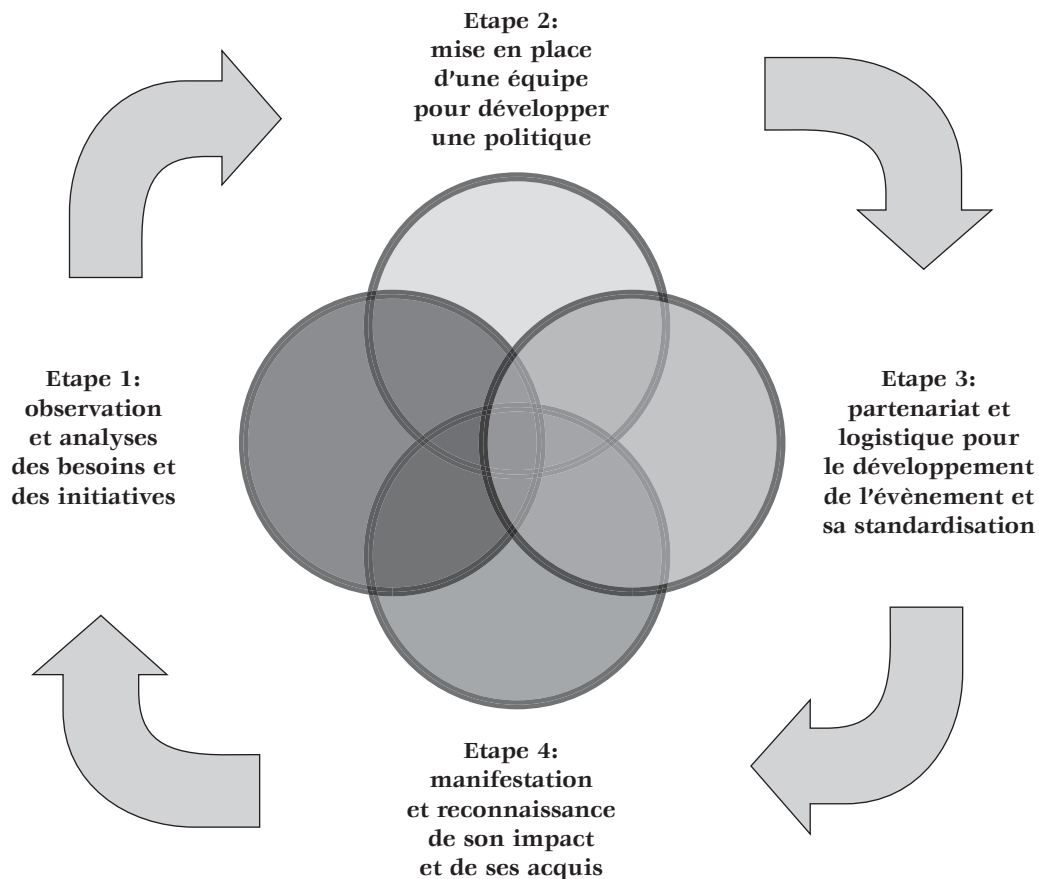 Etape 2:
mise en place
d'une équipe
pour développer
une politique
Etape 1:
observation
et analyses
des besoins et
des initiatives
Etape 3:
partenariat et
logistique pour
le développement
de l'évènement et
sa standardisation
Etape 4:
manifestation
et reconnaissance
de son impact
et de ses acquis